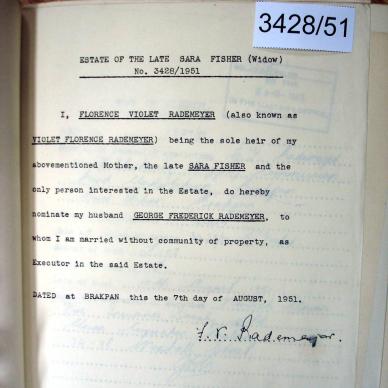 3428/51
ESTATE OF THE LATE SARA FISHER (Widow)
No. 3428/1951
I, FLORENCE VIOLET RADEMEYER (also known as
VIOLET FLORENCE RADEMEYER) being the sole heir of my
abovementioned Mother, the late SARA FISHER and the
only person interested in the Estate, do hereby
nominate my husband GEORGE FREDERICK RADEMEYER, to
whom I am married without community of property, as
Executor in the said Estate.
DATED at BRAKPAN this the 7th day of AUGUST, 1951.
F. V. Rademeyer.